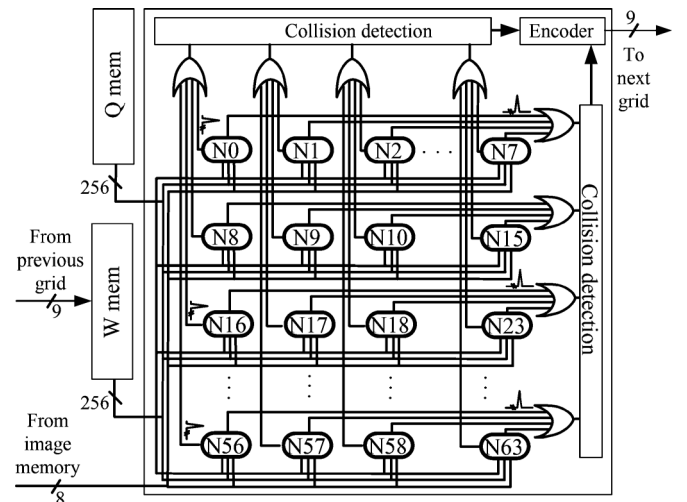 Collision detection
Encoder
9
To
next
grid
Q mem
256
N0 N1 N2 . . . N7
From
previous
grid
9
W mem
N8 N9 N10 N15
Collision detection
N16 N17 N18 N23
256
From
image
memory
8
N56 N57 N58 N63